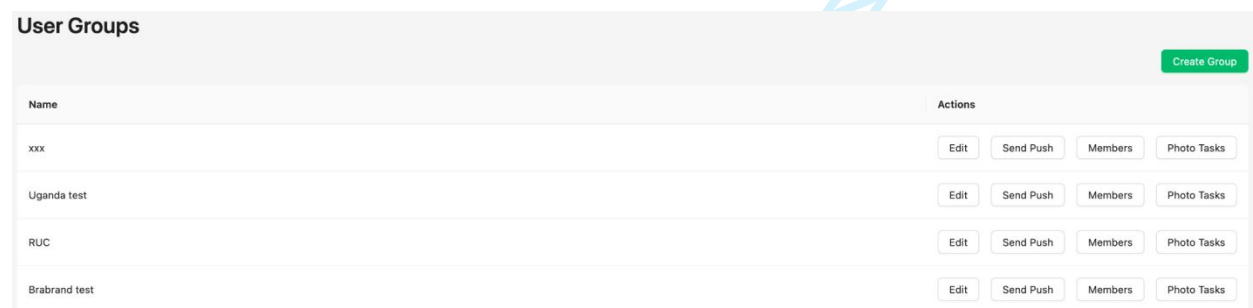 User Groups
Create Group
Name Actions
xxx Edit Send Push Members Photo Tasks
Uganda test Edit Send Push Members Photo Tasks
RUC Edit Send Push Members Photo Tasks
Brabrand test Edit Send Push Members Photo Tasks